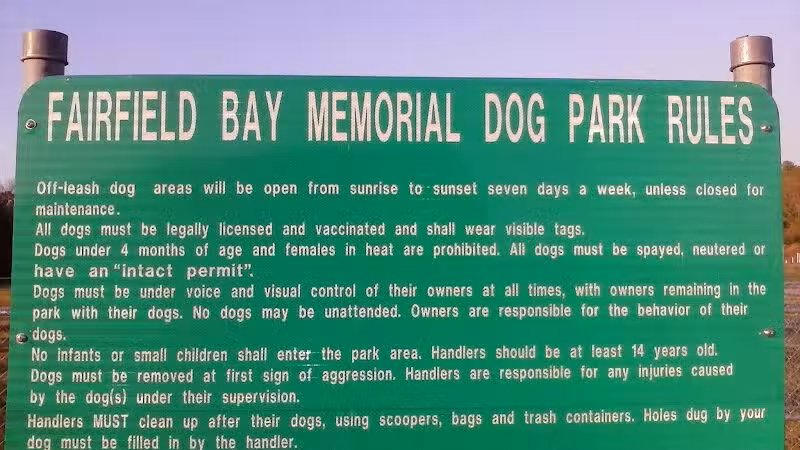 FAIRFIELD BAY MEMORIAL DOG PARK RULES
Off-leash dog areas will be open from sunrise to sunset seven days a week, unless closed for
maintenance.
All dogs must be legally licensed and vaccinated and shall wear visible tags.
Dogs under 4 months of age and females in heat are prohibited. All dogs must be spayed, neutered or
have an "intact permit".
Dogs must be under voice and visual control of their owners at all times, with owners remaining in the
park with their dogs. No dogs may be unattended. Owners are responsible for the behavior of their
dogs.
No infants or small children shall enter the park area. Handlers should be at least 14 years old.
Dogs must be removed at first sign of aggression. Handlers are responsible for any injuries caused
by the dog(s) under their supervision.
Handlers MUST clean up after their dogs, using scoopers, bags and trash containers. Holes dug by your
dog must be filled in by the handler.